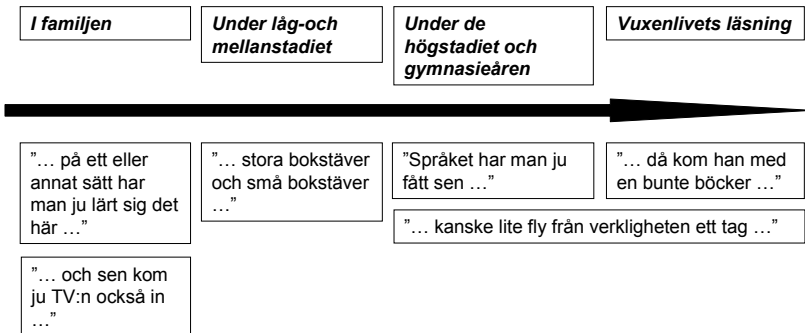 I familjen
Under låg-och
mellanstadiet
Under de
högstadiet och
gymnasieåren
Vuxenlivets läsning
”… på ett eller
annat sätt har
man ju lärt sig det
här …”
”… stora bokstäver
och små bokstäver
…”
”Språket har man ju
fått sen …”
”… då kom han med
en bunte böcker …”
”… kanske lite fly från verkligheten ett tag …”
”… och sen kom
ju TV:n också in
…”